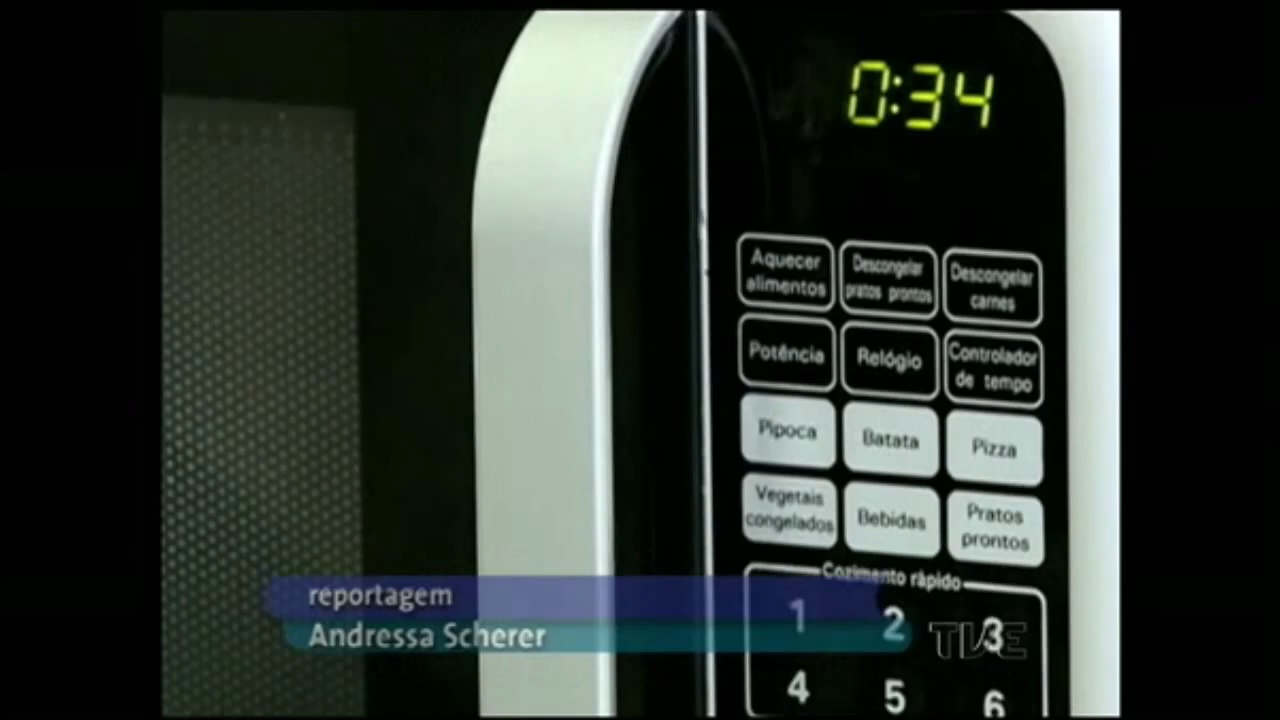 0:34
Aquecer
alimentos
Descongelar
pratos prontos
Descongelar
carnes
Potência
Relógio
Controlador
de tempo
Pipoca
Batata
Pizza
Vegetais
congelados
Bebidas
Pratos
prontos
Cozimento rápido
1 2 3
4 5 6
reportagem
Andressa Scherer
TVE